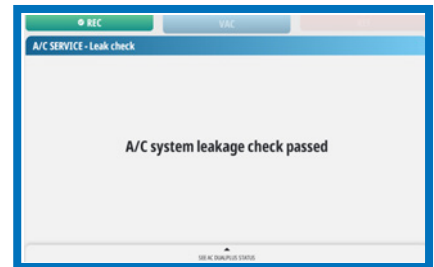 REC
VAC
A/C SERVICE - Leak check
A/C system leakage check passed
SEE AC DUALPLUS STATUS